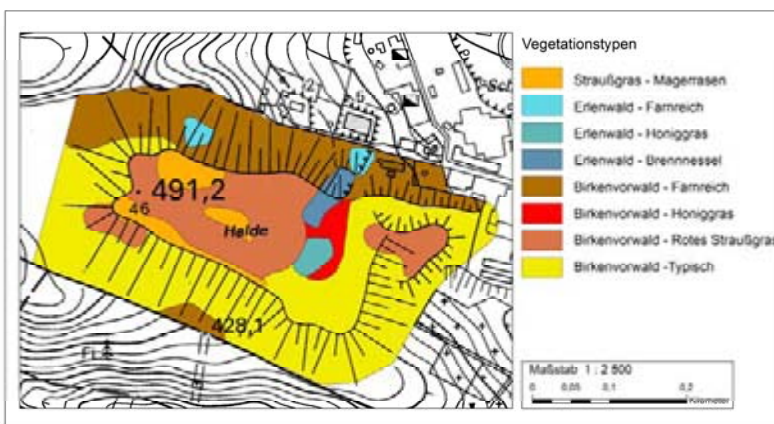 Vegetationstypen
Straußgras - Magerrasen
Erlenwald - Farnreich
Erlenwald - Honiggras
Erlenwald - Brennnessel
Birkenvorwald - Farnreich
Birkenvorwald - Honiggras
Birkenvorwald - Rotes Straußgras
Birkenvorwald -Typisch
491,2
46
Halde
428,1
Maßstab 1 : 2 500
0 0,05 0,1 0,2
Kilometer